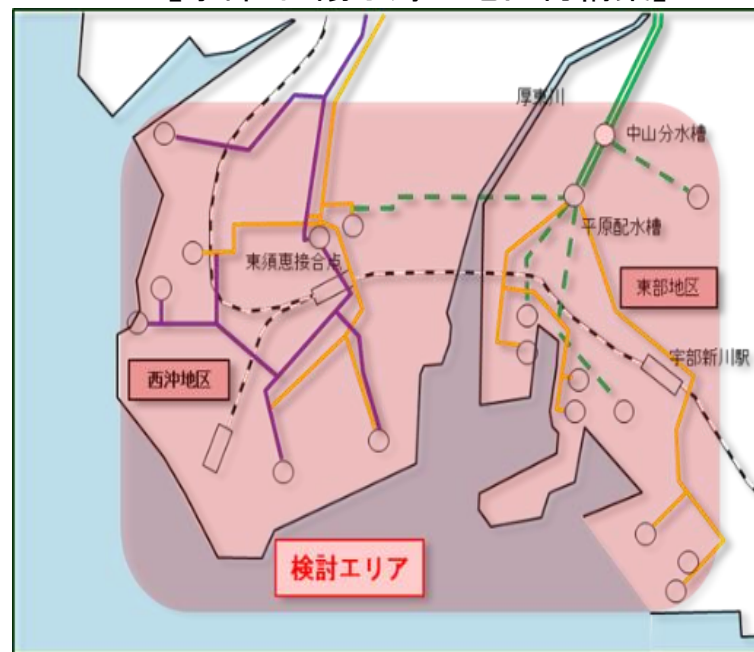 厚東川
中山分水槽
平原配水槽
東須恵接合点
東部地区
宇部新川駅
西沖地区
検討エリア